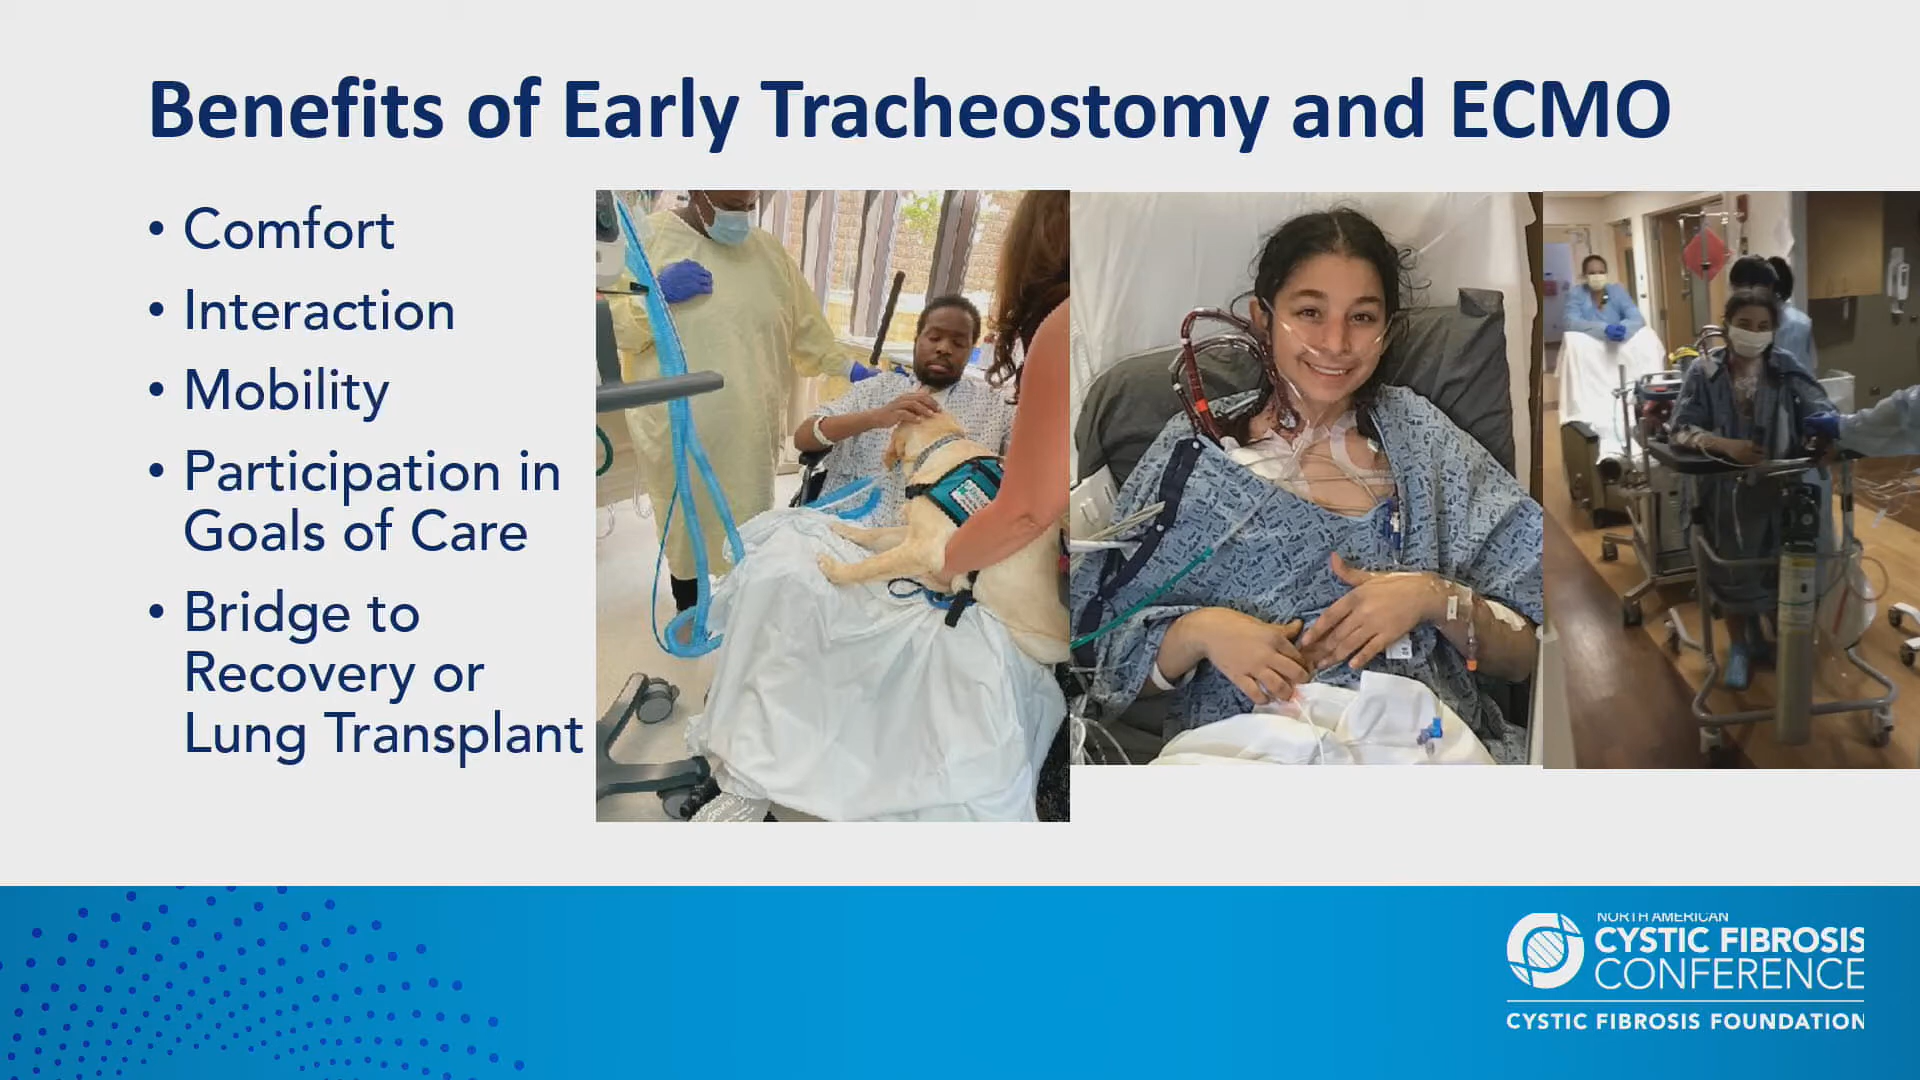 Benefits of Early Tracheostomy and ECMO
• Comfort
• Interaction
• Mobility
• Participation in
Goals of Care
• Bridge to
Recovery or
Lung Transplant
NORTH AMERICAN
CYSTIC FIBROSIS
CONFERENCE
CYSTIC FIBROSIS FOUNDATION